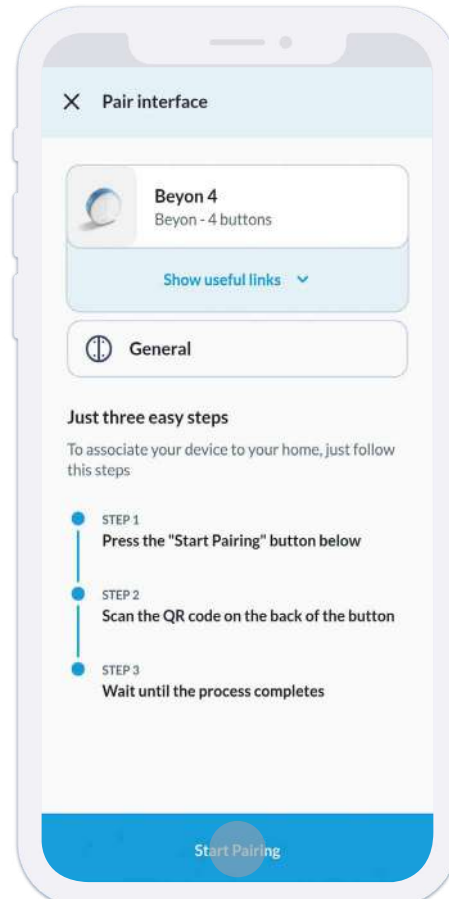 Pair interface
Beyon 4
Beyon - 4 buttons
Show useful links
General
Just three easy steps
To associate your device to your home, just follow
this steps
STEP 1
Press the "Start Pairing" button below
STEP 2
Scan the QR code on the back of the button
STEP 3
Wait until the process completes
Start Pairing